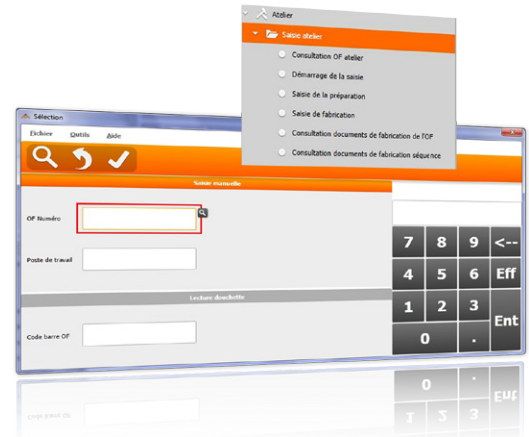 Atelier
Saisie atelier
Consultation OF atelier
Démarrage de la saisie
Saisie de la préparation
Saisie de fabrication
Consultation documents de fabrication de l'OF
Consultation documents de fabrication séquence
Sélection
Fichier Outils Aide
Saisie manuelle
OF Numéro
Poste de travail
Lecture douchette
Code barre OF
7 8 9 <--
4 5 6 Eff
1 2 3 Ent
0 .